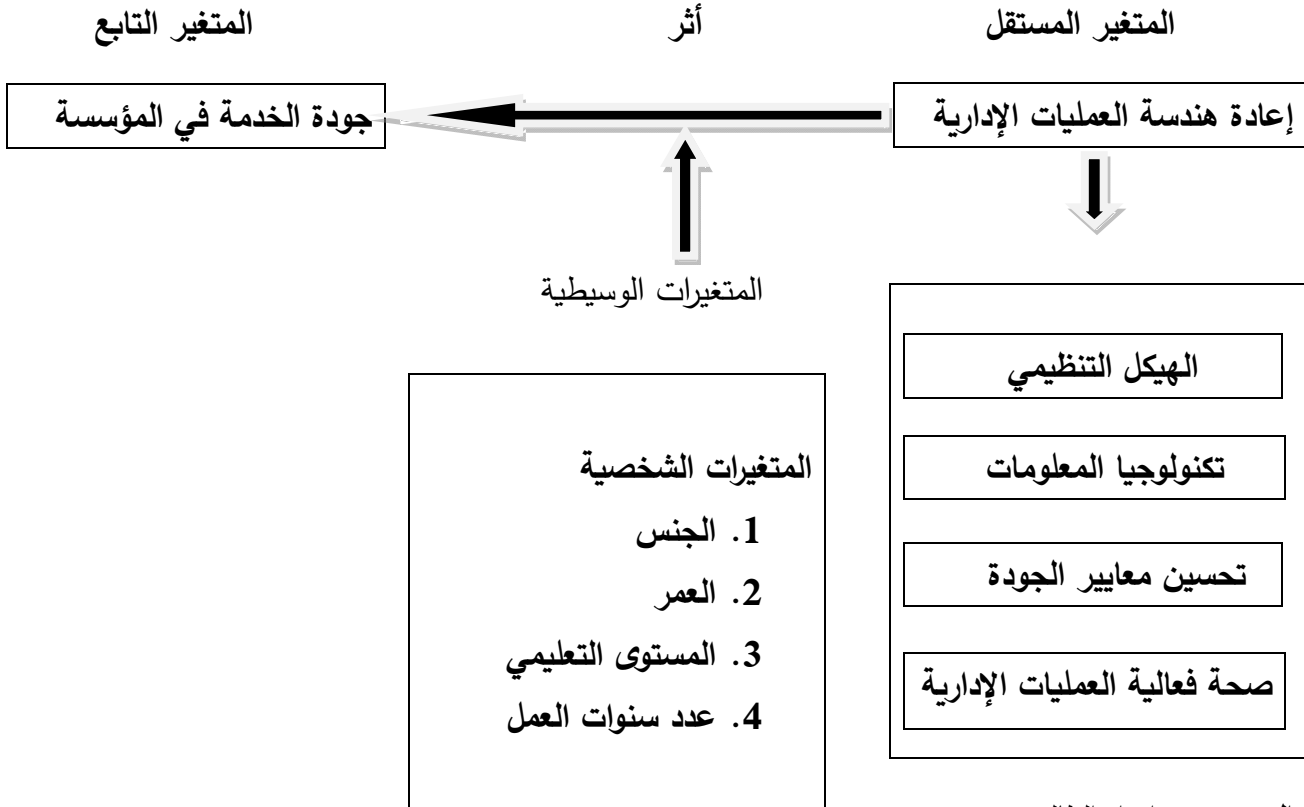 المتغير المستقل
أثر
المتغير التابع
إعادة هندسة العمليات الإدارية
جودة الخدمة في المؤسسة
المتغيرات الوسيطية
الهيكل التنظيمي
تكنولوجيا المعلومات
تحسين معايير الجودة
صحة فعالية العمليات الإدارية
المتغيرات الشخصية
1. الجنس
2. العمر
3. المستوى التعليمي
4. عدد سنوات العمل